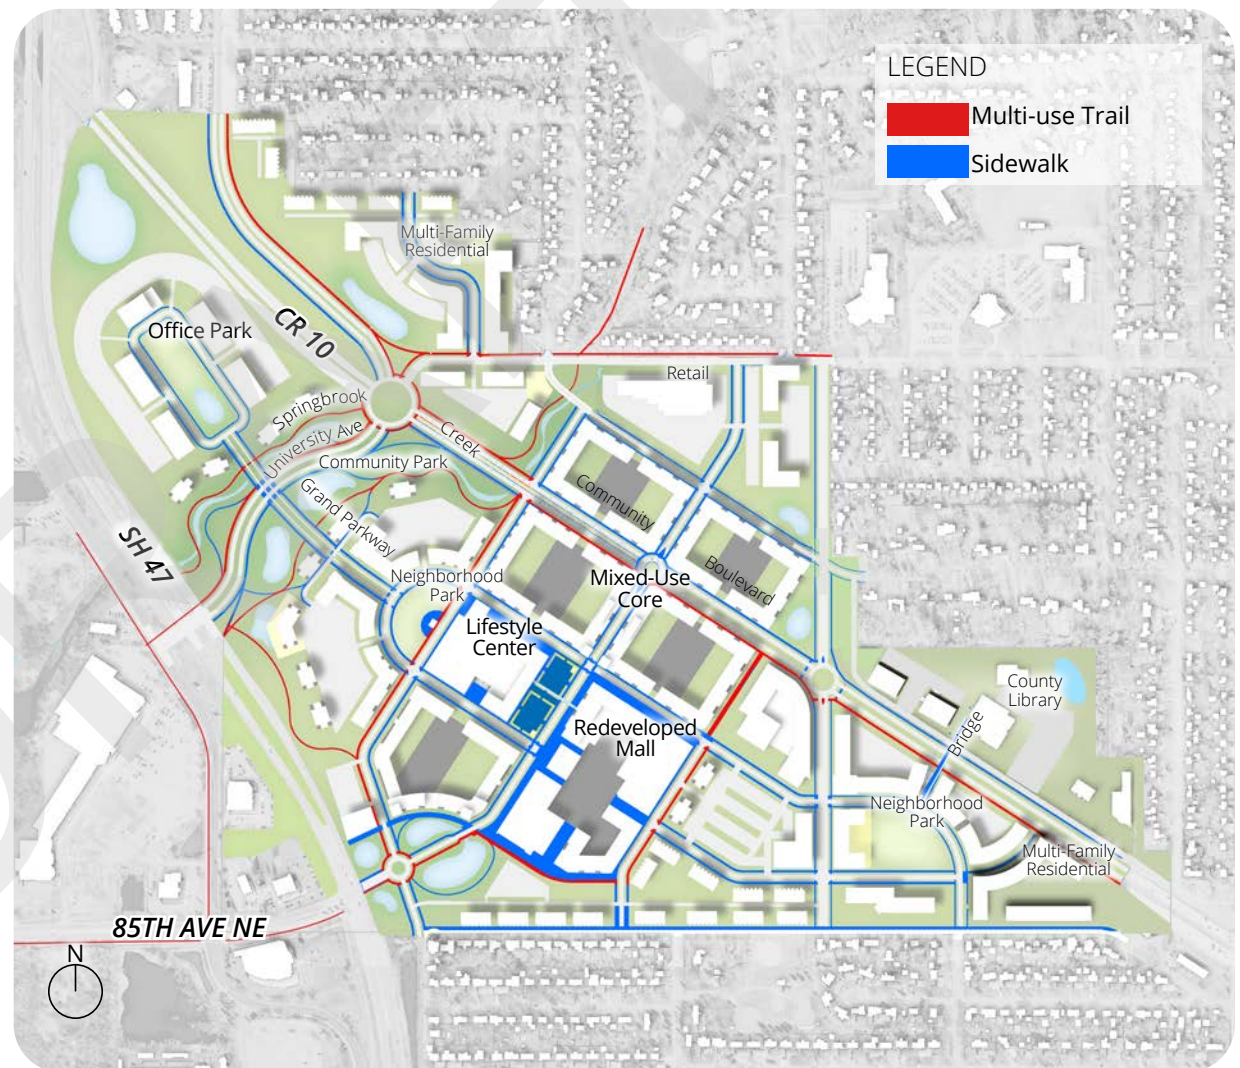 LEGEND
Multi-use Trail
Sidewalk
Multi-Family
Residential
CR 10
Office Park
Retail
Springbrook
Creek
University Ave
Community Park
Grand Parkway
Community
Boulevard
SH 47
Neighborhood
Park
Mixed-Use
Core
Lifestyle
Center
County
Library
Redeveloped
Mall
Bridge
Neighborhood
Park
Multi-Family
Residential
85TH AVE NE
N